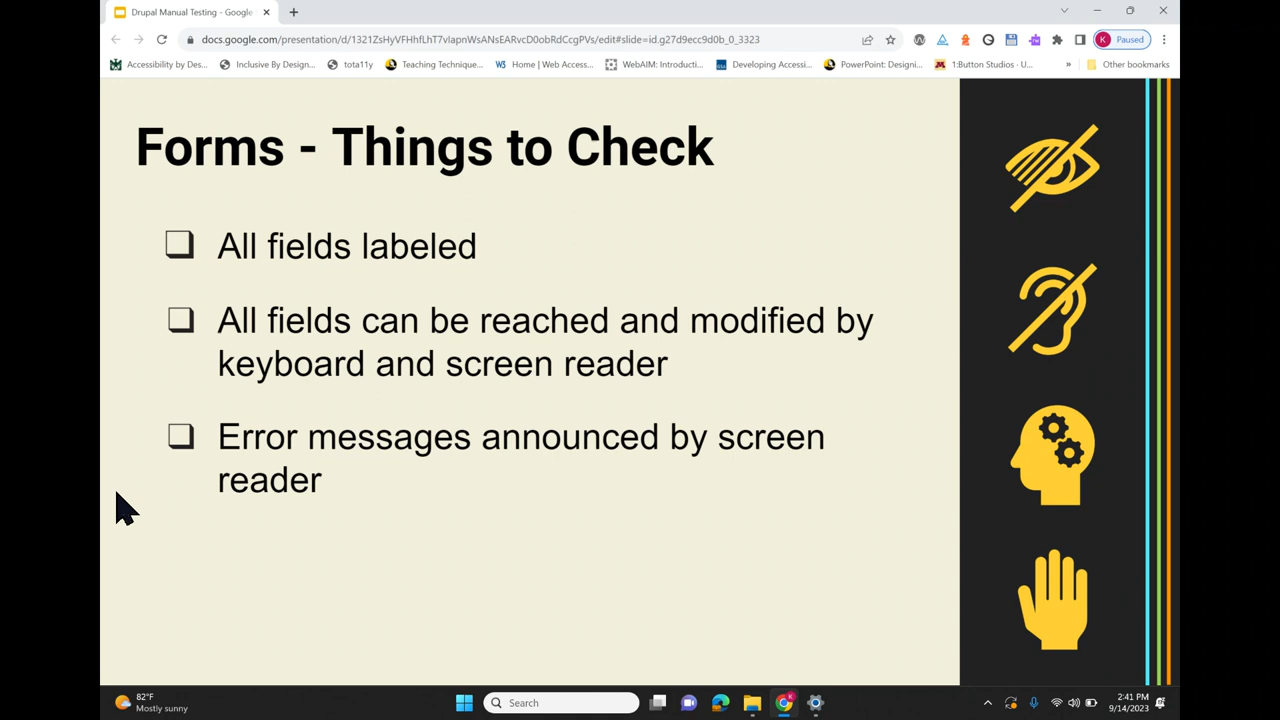 Drupal Manual Testing - Google
docs.google.com/presentation/d/1321ZsHyVFHhfLhT7vIapnWsANsEARvcD0obRdCcgPVs/edit#slide=id.g27d9ecc9d0b_0_3323
K Paused
Accessibility by Des...
Inclusive By Design...
tota11y
Teaching Technique...
W3 Home | Web Access...
WebAIM: Introducti...
Developing Accessi...
PowerPoint: Designi...
1:Button Studios - U...
»
Other bookmarks
Forms - Things to Check
All fields labeled
All fields can be reached and modified by
keyboard and screen reader
Error messages announced by screen
reader
82°F
Mostly sunny
Search
2:41 PM
9/14/2023